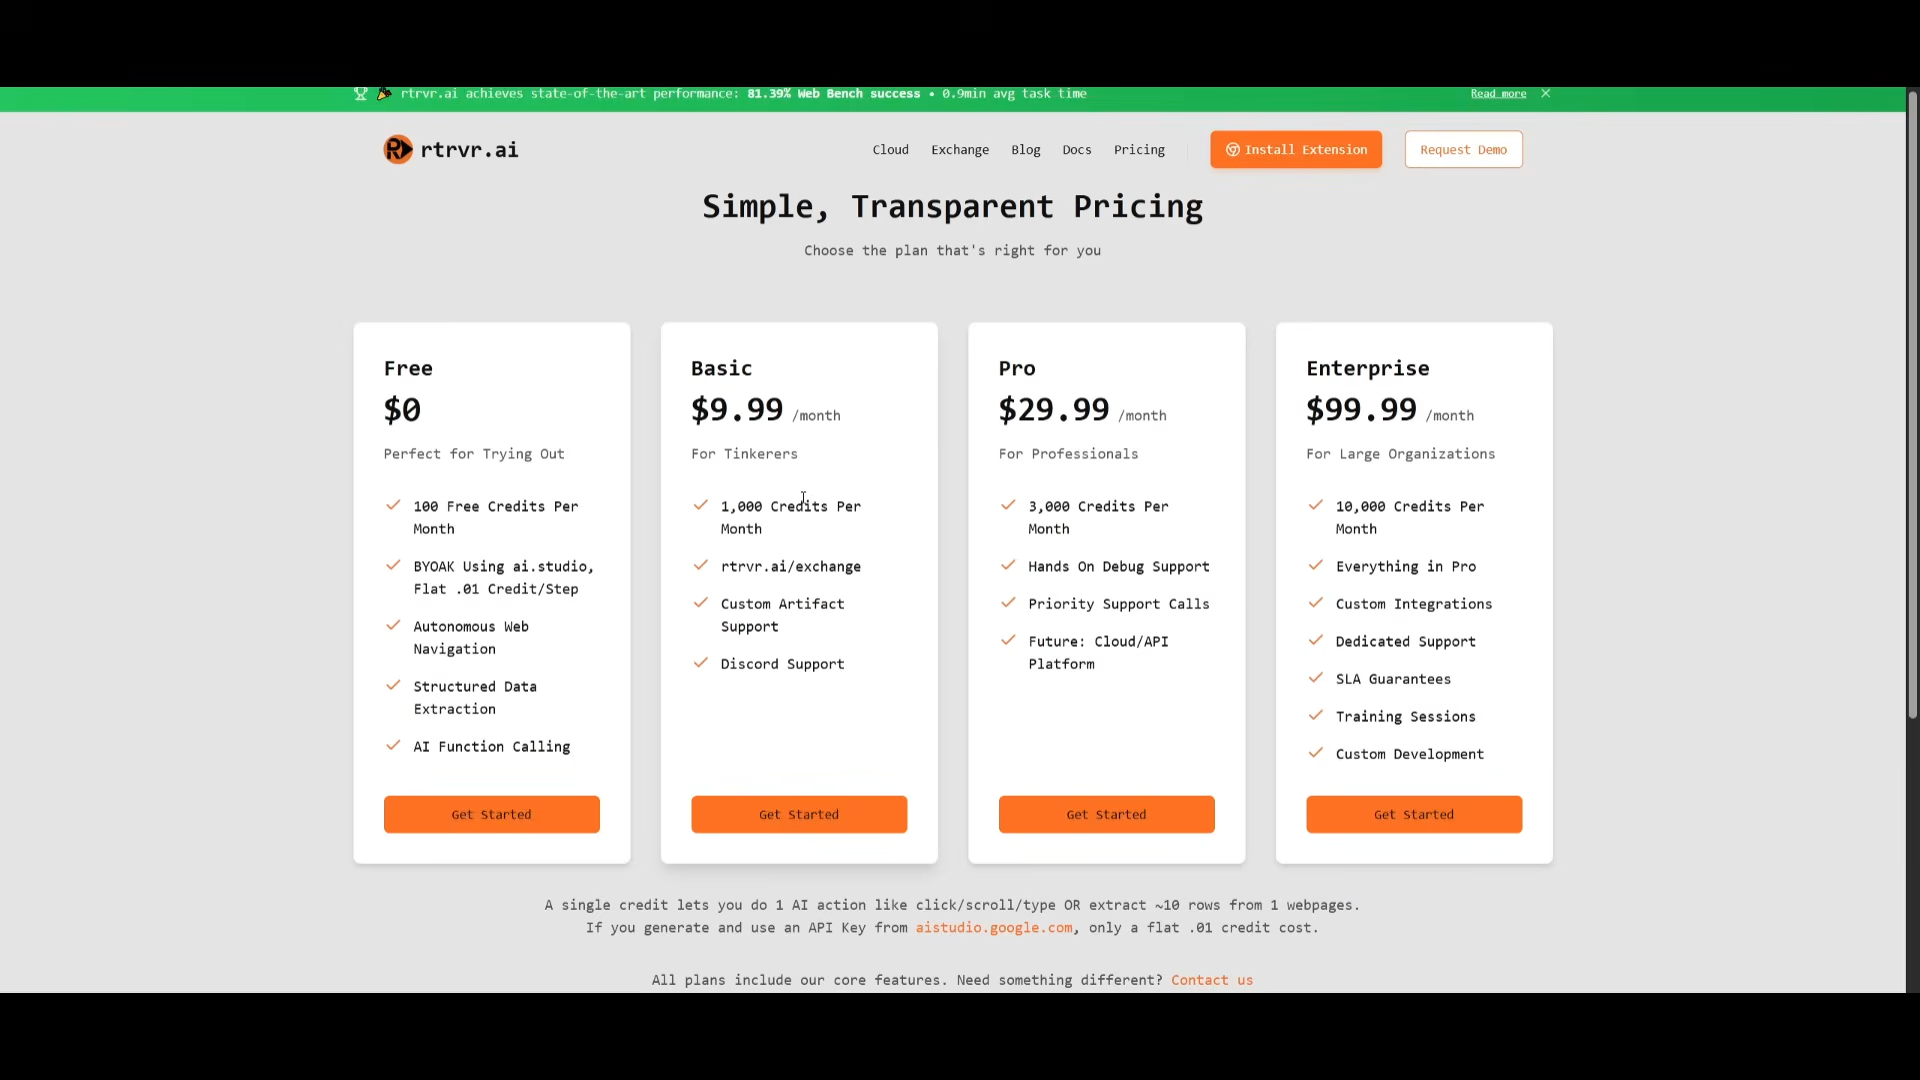 rtrvr.ai achieves state-of-the-art performance: 81.39% Web Bench success • 0.9min avg task time
Read more
rtrvr.ai
Cloud
Exchange
Blog
Docs
Pricing
Install Extension
Request Demo
Simple, Transparent Pricing
Choose the plan that's right for you
Free
$0
Perfect for Trying Out
100 Free Credits Per
Month
BYOAK Using ai.studio,
Flat .01 Credit/Step
Autonomous Web
Navigation
Structured Data
Extraction
AI Function Calling
Get Started
Basic
$9.99 /month
For Tinkerers
1,000 Credits Per
Month
rtrvr.ai/exchange
Custom Artifact
Support
Discord Support
Get Started
Pro
$29.99 /month
For Professionals
3,000 Credits Per
Month
Hands On Debug Support
Priority Support Calls
Future: Cloud/API
Platform
Get Started
Enterprise
$99.99 /month
For Large Organizations
10,000 Credits Per
Month
Everything in Pro
Custom Integrations
Dedicated Support
SLA Guarantees
Training Sessions
Custom Development
Get Started
A single credit lets you do 1 AI action like click/scroll/type OR extract ~10 rows from 1 webpages.
If you generate and use an API Key from aistudio.google.com, only a flat .01 credit cost.
All plans include our core features. Need something different? Contact us